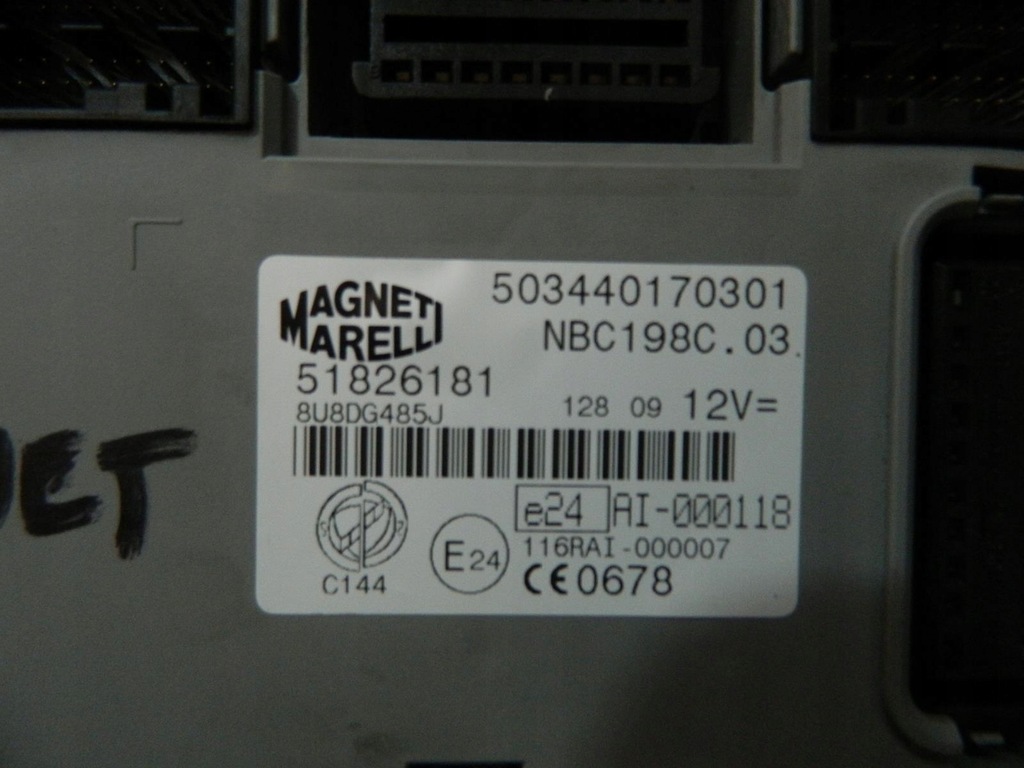 MAGNETI
MARELLI
503440170301
NBC198C.03.
51826181
8U8DG485J
128 09 12V=
e24 AI-000118
116RAI-000007
E24
CE0678
C144